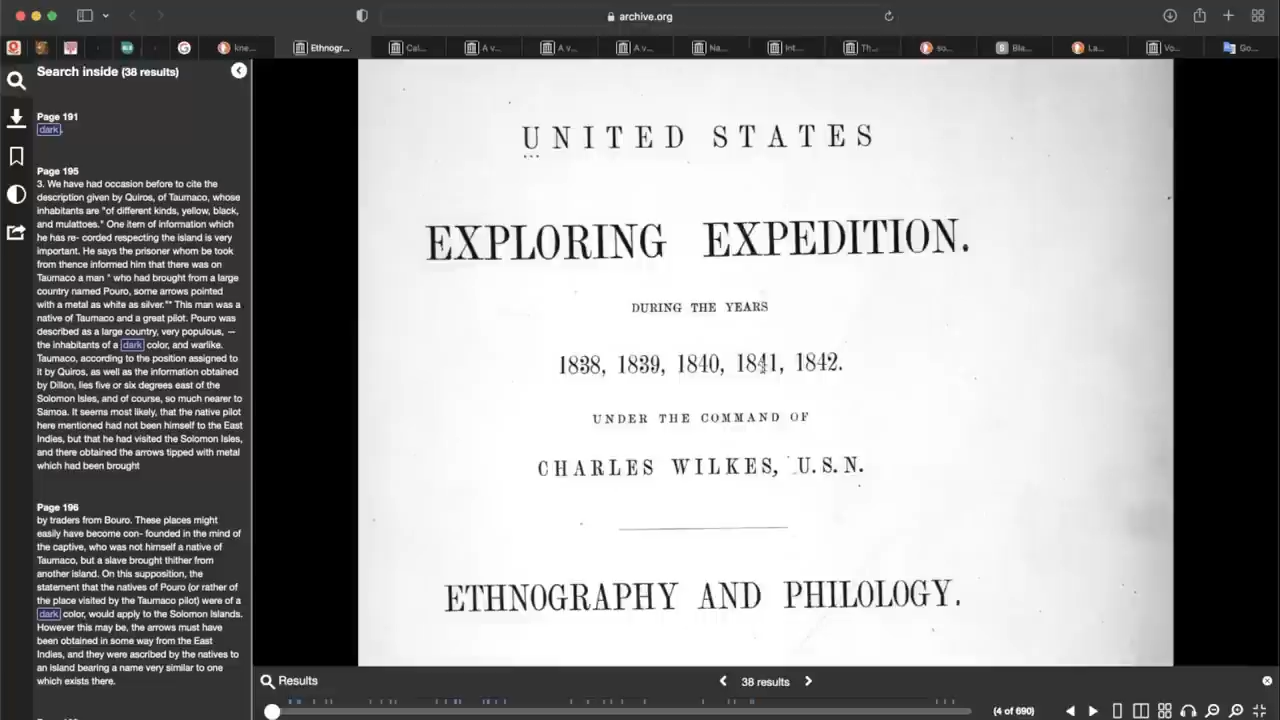 archive.org
kne...
Ethnogr...
Cal...
A v...
A v...
A v...
Na...
Int...
Th...
so...
Bla...
La...
Vo...
Go...
Search inside (38 results)
Page 191
dark.
Page 195
3. We have had occasion before to cite the
description given by Quiros, of Taumaco, whose
inhabitants are "of different kinds, yellow, black,
and mulattoes." One item of information which
he has re- corded respecting the island is very
important. He says the prisoner whom be took
from thence informed him that there was on
Taumaco a man " who had brought from a large
country named Pouro, some arrows pointed
with a metal as white as silver."* This man was a
native of Taumaco and a great pilot. Pouro was
described as a large country, very populous, —
the inhabitants of a dark color, and warlike.
Taumaco, according to the position assigned to
it by Quiros, as well as the information obtained
by Dillon, lies five or six degrees east of the
Solomon Isles, and of course, so much nearer to
Samoa. It seems most likely, that the native pilot
here mentioned had not been himself to the East
Indies, but that he had visited the Solomon Isles,
and there obtained the arrows tipped with metal
which had been brought
Page 196
by traders from Bouro. These places might
easily have become con- founded in the mind of
the captive, who was not himself a native of
Taumaco, but a slave brought thither from
another island. On this supposition, the
statement that the natives of Pouro (or rather of
the place visited by the Taumaco pilot) were of a
dark color, would apply to the Solomon Islands.
However this may be, the arrows must have
been obtained in some way from the East
Indies, and they were ascribed by the natives to
an island bearing a name very similar to one
which exists there.
UNITED STATES
EXPLORING EXPEDITION.
DURING THE YEARS
1838, 1839, 1840, 1841, 1842.
UNDER THE COMMAND OF
CHARLES WILKES, U.S.N.
ETHNOGRAPHY AND PHILOLOGY.
Results
38 results
(4 of 690)